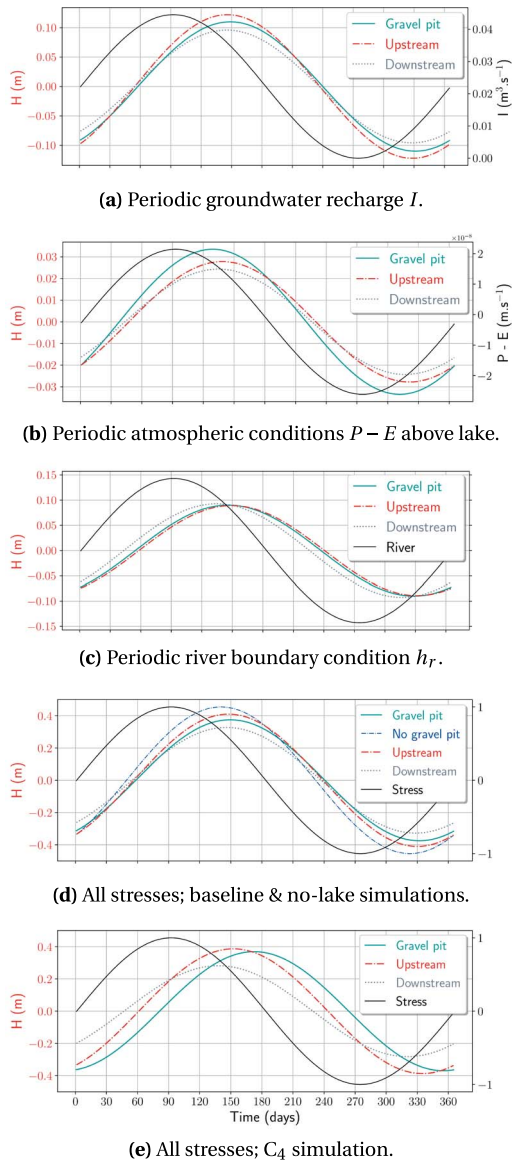 0.10
0.05
0.00
−0.05
−0.10
H (m)
Gravel pit
Upstream
Downstream
0.04
0.03
0.02
0.01
0.00
I (m³.s⁻¹)
(a) Periodic groundwater recharge I.
0.03
0.02
0.01
0.00
−0.01
−0.02
−0.03
H (m)
Gravel pit
Upstream
Downstream
×10⁻⁸
2
1
0
−1
−2
P - E (m.s⁻¹)
(b) Periodic atmospheric conditions P − E above lake.
0.15
0.10
0.05
0.00
−0.05
−0.10
−0.15
H (m)
Gravel pit
Upstream
Downstream
River
(c) Periodic river boundary condition hᵣ.
0.4
0.2
0.0
−0.2
−0.4
H (m)
Gravel pit
No gravel pit
Upstream
Downstream
Stress
1
0
−1
(d) All stresses; baseline & no-lake simulations.
0.4
0.2
0.0
−0.2
−0.4
H (m)
Gravel pit
Upstream
Downstream
Stress
1
0
−1
0 30 60 90 120 150 180 210 240 270 300 330 360
Time (days)
(e) All stresses; C₄ simulation.